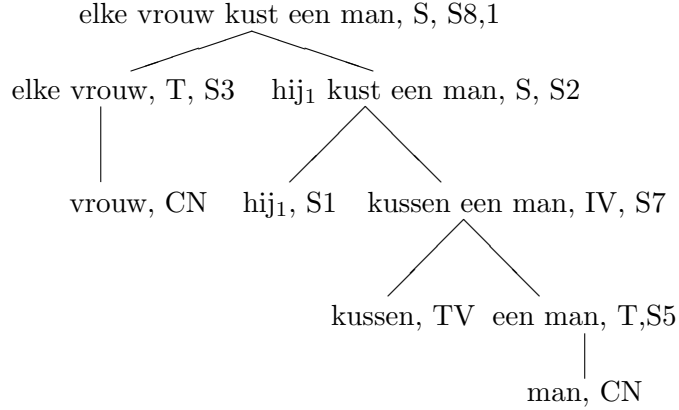 elke vrouw kust een man, S, S8,1
elke vrouw, T, S3 hij₁ kust een man, S, S2
vrouw, CN hij₁, S1 kussen een man, IV, S7
kussen, TV een man, T,S5
man, CN